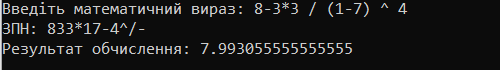 Введіть математичний вираз: 8-3*3 / (1-7) ^ 4
ЗПН: 833*17-4^/-
Результат обчислення: 7.993055555555555